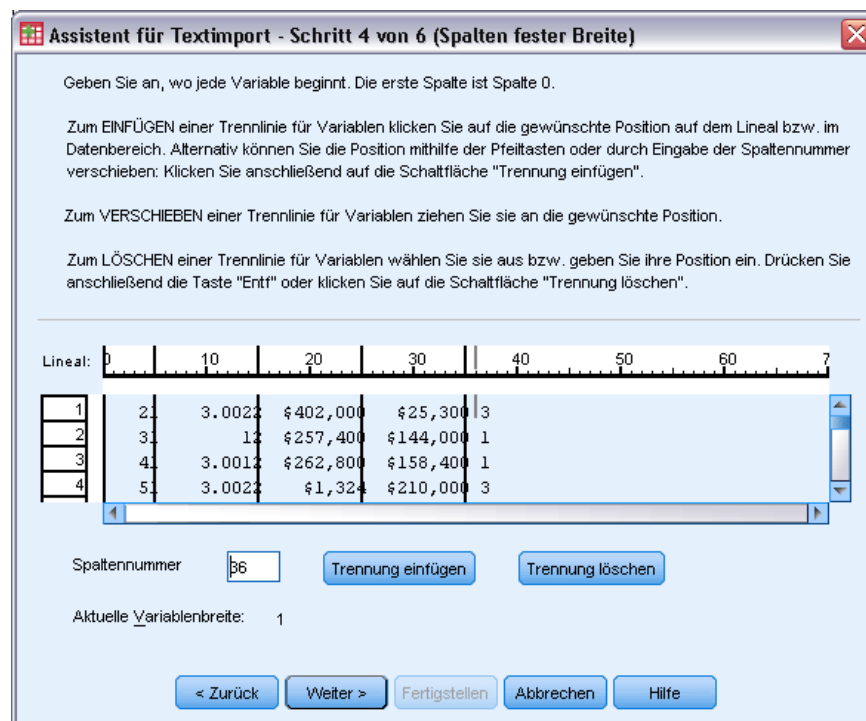 Assistent für Textimport - Schritt 4 von 6 (Spalten fester Breite)
Geben Sie an, wo jede Variable beginnt. Die erste Spalte ist Spalte 0.
Zum EINFÜGEN einer Trennlinie für Variablen klicken Sie auf die gewünschte Position auf dem Lineal bzw. im
Datenbereich. Alternativ können Sie die Position mithilfe der Pfeiltasten oder durch Eingabe der Spaltennummer
verschieben: Klicken Sie anschließend auf die Schaltfläche "Trennung einfügen".
Zum VERSCHIEBEN einer Trennlinie für Variablen ziehen Sie sie an die gewünschte Position.
Zum LÖSCHEN einer Trennlinie für Variablen wählen Sie sie aus bzw. geben Sie ihre Position ein. Drücken Sie
anschließend die Taste "Entf" oder klicken Sie auf die Schaltfläche "Trennung löschen".
Lineal: 0 10 20 30 40 50 60 7
1 21 3.0022 $402,000 $25,300 3
2 31 12 $257,400 $144,000 1
3 41 3.0012 $262,800 $158,400 1
4 51 3.0022 $1,324 $210,000 3
Spaltennummer 36 Trennung einfügen Trennung löschen
Aktuelle Variablenbreite: 1
< Zurück Weiter > Fertigstellen Abbrechen Hilfe